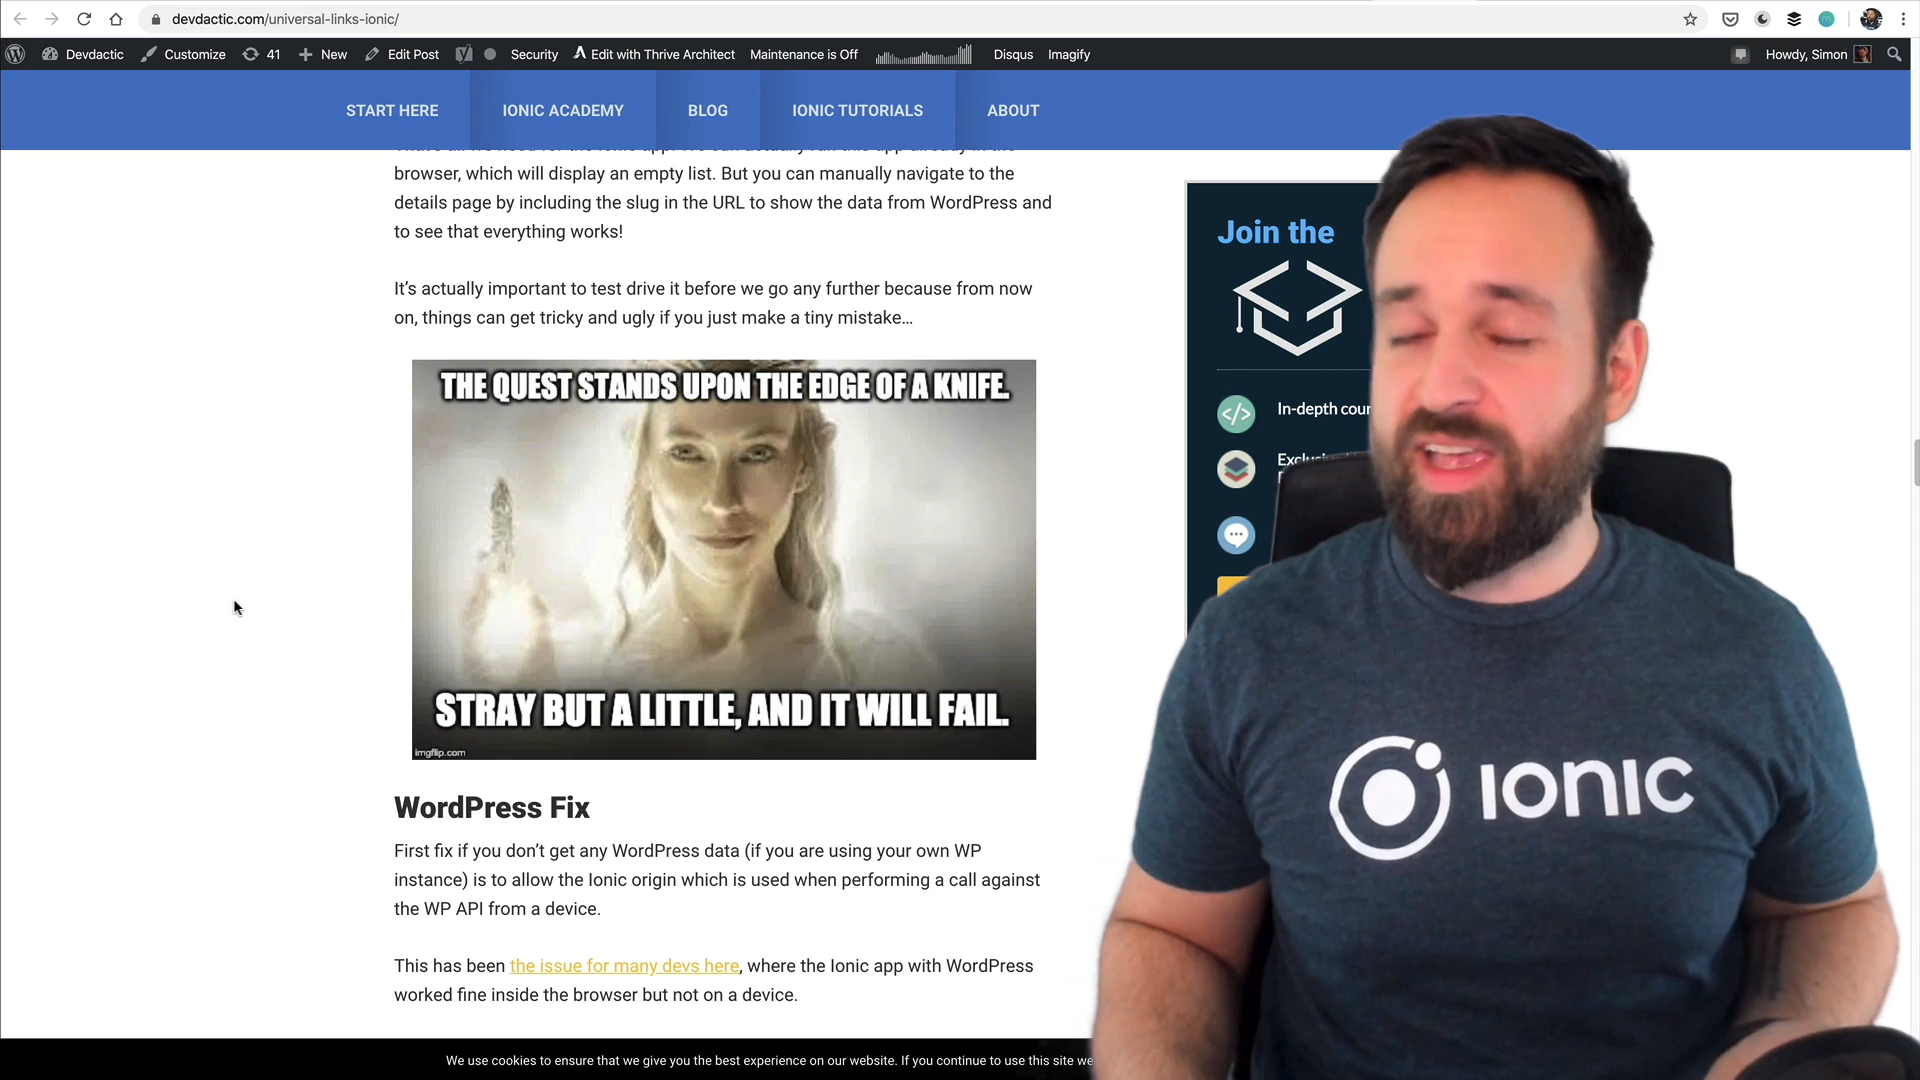 devdactic.com/universal-links-ionic/
Devdactic Customize 41 New Edit Post Security Edit with Thrive Architect Maintenance is Off Disqus Imagify Howdy, Simon
START HERE IONIC ACADEMY BLOG IONIC TUTORIALS ABOUT
browser, which will display an empty list. But you can manually navigate to the
details page by including the slug in the URL to show the data from WordPress and
to see that everything works!
It’s actually important to test drive it before we go any further because from now
on, things can get tricky and ugly if you just make a tiny mistake…
THE QUEST STANDS UPON THE EDGE OF A KNIFE.
STRAY BUT A LITTLE, AND IT WILL FAIL.
imgflip.com
WordPress Fix
First fix if you don’t get any WordPress data (if you are using your own WP
instance) is to allow the Ionic origin which is used when performing a call against
the WP API from a device.
This has been the issue for many devs here, where the Ionic app with WordPress
worked fine inside the browser but not on a device.
We use cookies to ensure that we give you the best experience on our website. If you continue to use this site we
Join the
In-depth cour
IONIC